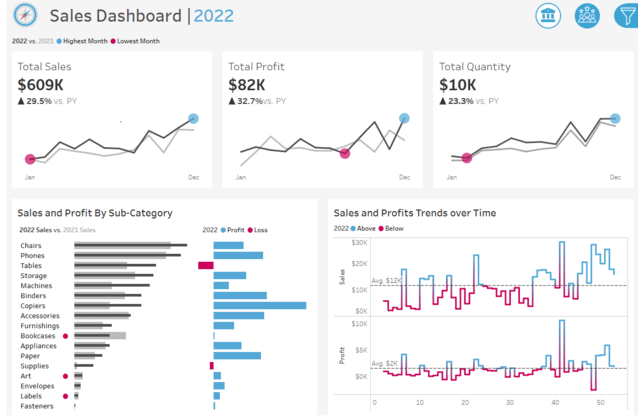 Sales Dashboard | 2022
2022 vs. 2021 Highest Month Lowest Month
Total Sales
$609K
▲ 29.5% vs. PY
Jan Dec
Total Profit
$82K
▲ 32.7% vs. PY
Jan Dec
Total Quantity
$10K
▲ 23.3% vs. PY
Jan Dec
Sales and Profit By Sub-Category
2022 Sales vs. 2021 Sales 2022 Profit Loss
Chairs
Phones
Tables
Storage
Machines
Binders
Copiers
Accessories
Furnishings
Bookcases
Appliances
Paper
Supplies
Art
Envelopes
Labels
Fasteners
Sales and Profits Trends over Time
2022 Above Below
Sales
$30K
$20K
Avg. $12K
$10K
$0K
Profit
$10K
$5K
Avg. $2K
$0K
0 10 20 30 40 50